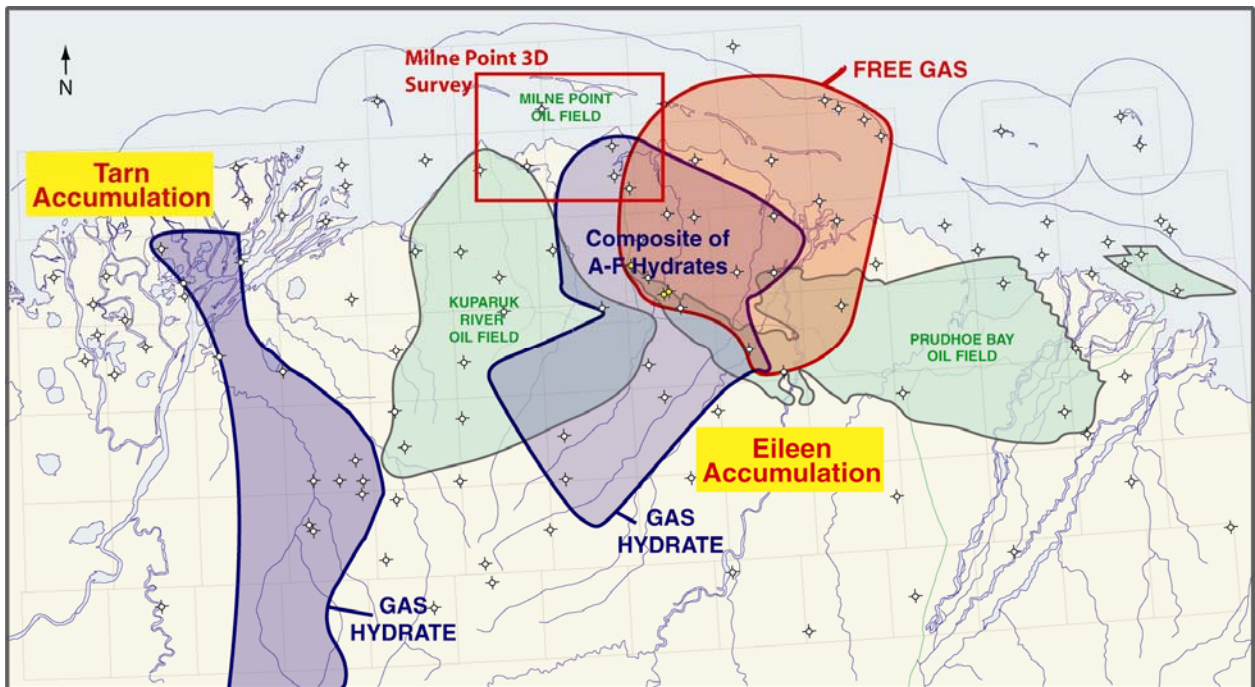 N
Milne Point 3D
Survey
MILNE POINT
OIL FIELD
FREE GAS
Tarn
Accumulation
Composite of
A-F Hydrates
KUPARUK
RIVER
OIL FIELD
PRUDHOE BAY
OIL FIELD
Eileen
Accumulation
GAS
HYDRATE
GAS
HYDRATE